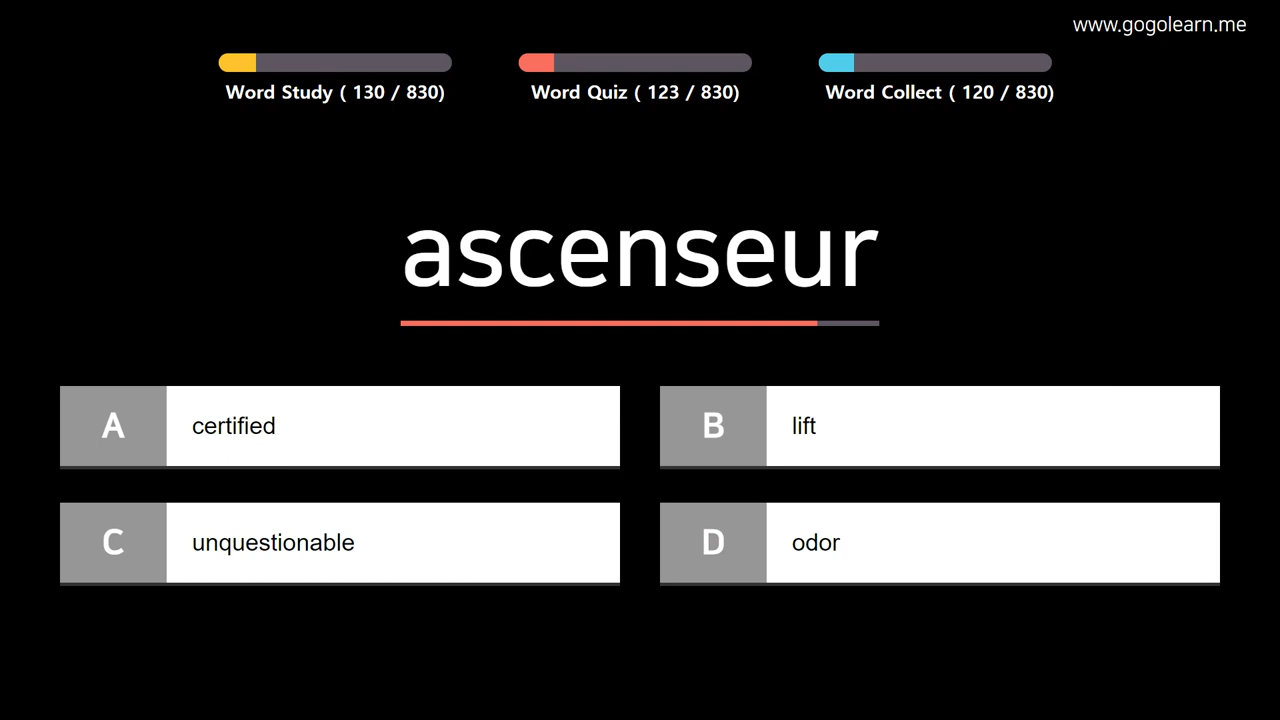 www.gogolearn.me
Word Study ( 130 / 830)
Word Quiz ( 123 / 830)
Word Collect ( 120 / 830)
ascenseur
A certified
B lift
C unquestionable
D odor